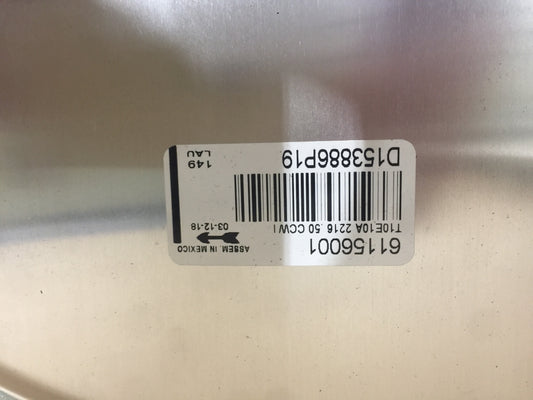 61156001
T10E10A 2216 .50 CCW I
D153886P19
ASSEM. IN MEXICO
03-12-18
149
LAU